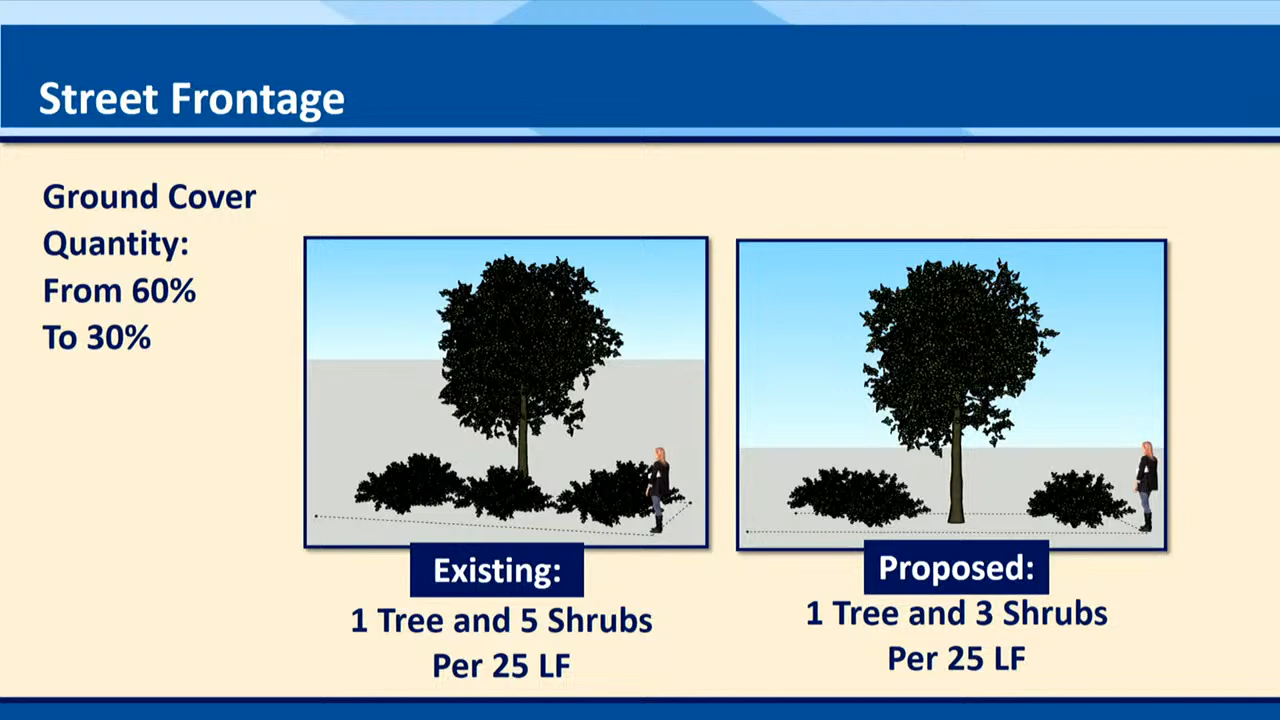 Street Frontage
Ground Cover
Quantity:
From 60%
To 30%
Existing:
1 Tree and 5 Shrubs
Per 25 LF
Proposed:
1 Tree and 3 Shrubs
Per 25 LF